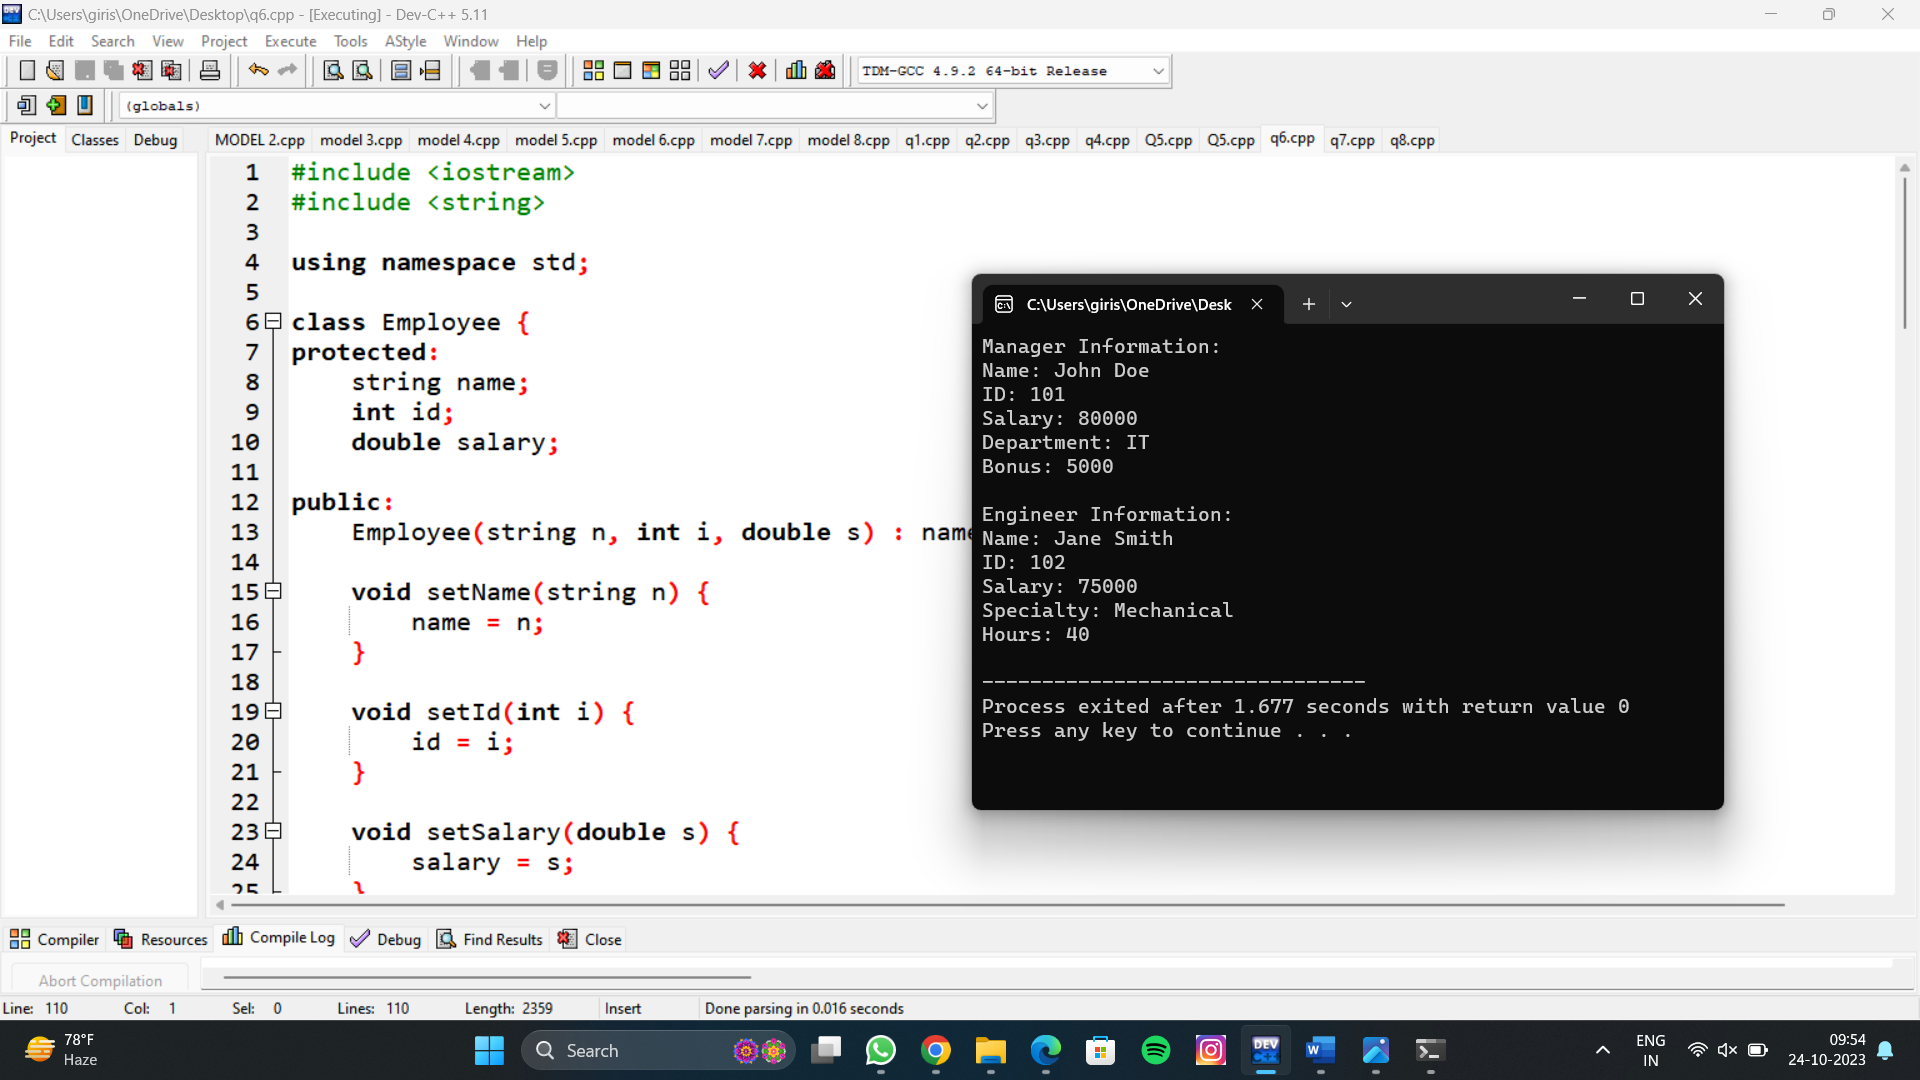 C:\Users\giris\OneDrive\Desktop\q6.cpp - [Executing] - Dev-C++ 5.11
File Edit Search View Project Execute Tools AStyle Window Help
TDM-GCC 4.9.2 64-bit Release
(globals)
Project Classes Debug
MODEL 2.cpp model 3.cpp model 4.cpp model 5.cpp model 6.cpp model 7.cpp model 8.cpp q1.cpp q2.cpp q3.cpp q4.cpp Q5.cpp Q5.cpp q6.cpp q7.cpp q8.cpp
1 #include <iostream>
2 #include <string>
3
4 using namespace std;
5
6 class Employee {
7 protected:
8 string name;
9 int id;
10 double salary;
11
12 public:
13 Employee(string n, int i, double s) : name
14
15 void setName(string n) {
16 name = n;
17 }
18
19 void setId(int i) {
20 id = i;
21 }
22
23 void setSalary(double s) {
24 salary = s;
25 }
C:\Users\giris\OneDrive\Desk
Manager Information:
Name: John Doe
ID: 101
Salary: 80000
Department: IT
Bonus: 5000
Engineer Information:
Name: Jane Smith
ID: 102
Salary: 75000
Specialty: Mechanical
Hours: 40
--------------------------------
Process exited after 1.677 seconds with return value 0
Press any key to continue . . .
Compiler Resources Compile Log Debug Find Results Close
Abort Compilation
Line: 110 Col: 1 Sel: 0 Lines: 110 Length: 2359 Insert Done parsing in 0.016 seconds
78°F
Haze
Search
DEV
C++
W
ENG
IN
09:54
24-10-2023